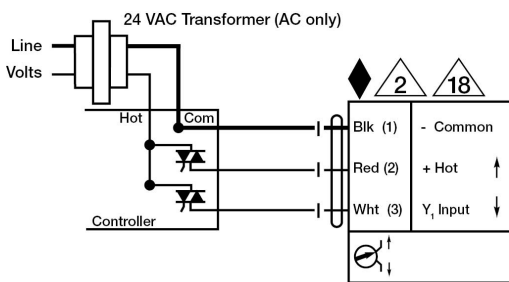 24 VAC Transformer (AC only)
Line
Volts
Hot Com
2 18
Blk (1) - Common
Red (2) + Hot
Wht (3) Y₁ Input
Controller